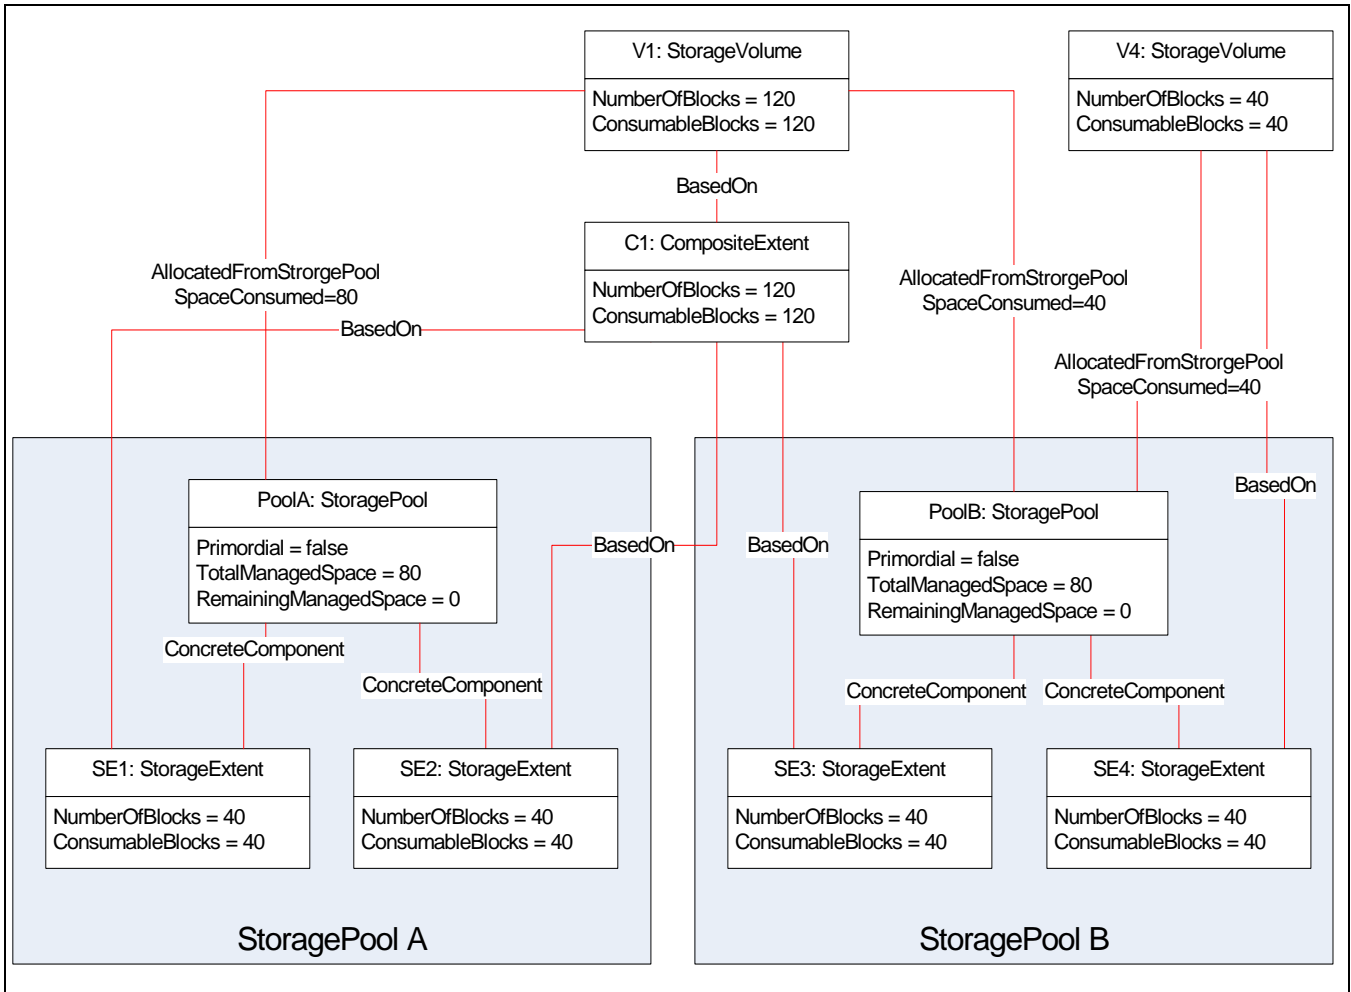 V1: StorageVolume
NumberOfBlocks = 120
ConsumableBlocks = 120
V4: StorageVolume
NumberOfBlocks = 40
ConsumableBlocks = 40
BasedOn
C1: CompositeExtent
NumberOfBlocks = 120
ConsumableBlocks = 120
AllocatedFromStrorgePool
SpaceConsumed=80
AllocatedFromStrorgePool
SpaceConsumed=40
BasedOn
AllocatedFromStrorgePool
SpaceConsumed=40
PoolA: StoragePool
Primordial = false
TotalManagedSpace = 80
RemainingManagedSpace = 0
BasedOn
BasedOn
BasedOn
PoolB: StoragePool
Primordial = false
TotalManagedSpace = 80
RemainingManagedSpace = 0
ConcreteComponent
ConcreteComponent
ConcreteComponent
ConcreteComponent
SE1: StorageExtent
NumberOfBlocks = 40
ConsumableBlocks = 40
SE2: StorageExtent
NumberOfBlocks = 40
ConsumableBlocks = 40
SE3: StorageExtent
NumberOfBlocks = 40
ConsumableBlocks = 40
SE4: StorageExtent
NumberOfBlocks = 40
ConsumableBlocks = 40
StoragePool A
StoragePool B